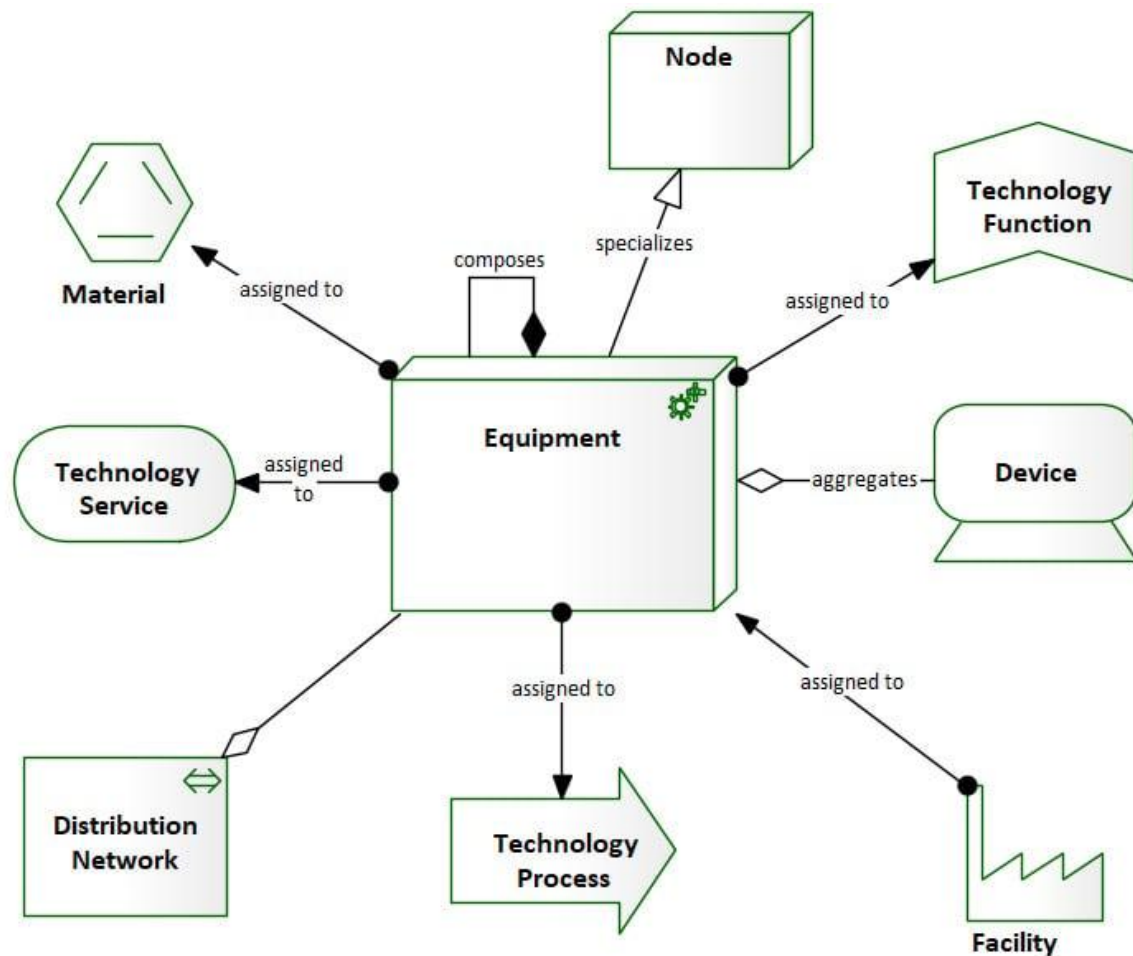 Node
Technology
Function
specializes
composes
Material
assigned to
assigned to
Equipment
Technology
Service
assigned
to
aggregates
Device
assigned to
assigned to
Distribution
Network
Technology
Process
Facility